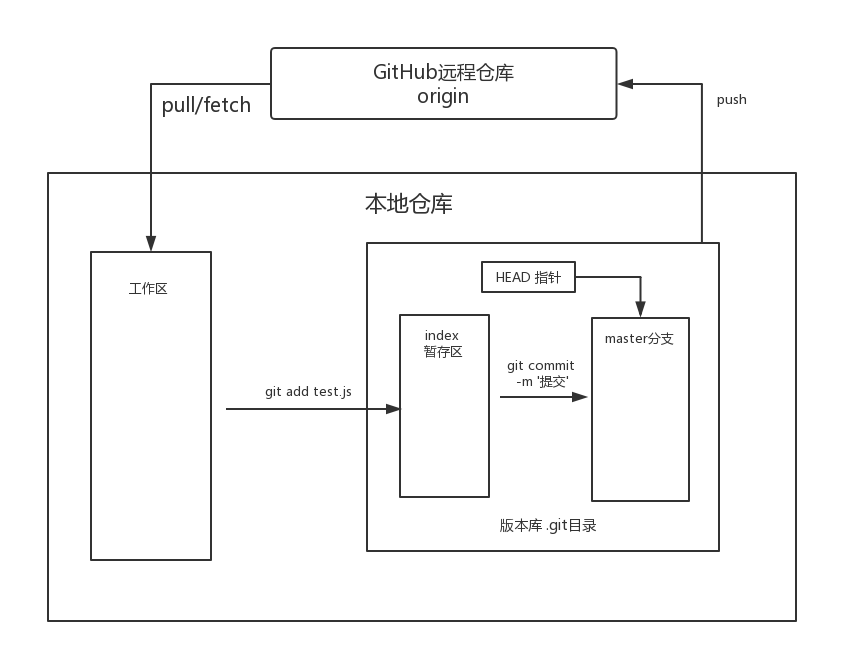 GitHub远程仓库
origin
pull/fetch
push
本地仓库
工作区
HEAD 指针
index
暂存区
master分支
git commit
-m '提交'
git add test.js
版本库 .git目录